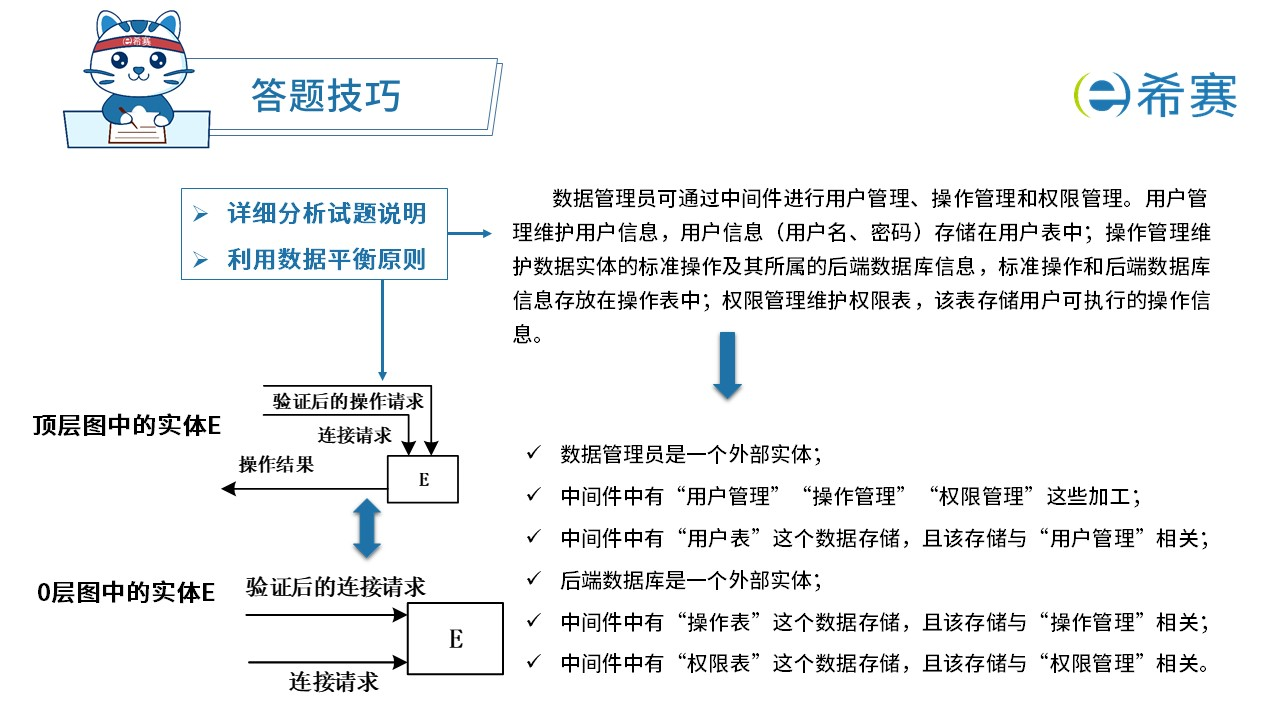 希赛
答题技巧
希赛
详细分析试题说明
利用数据平衡原则
数据管理员可通过中间件进行用户管理、操作管理和权限管理。用户管
理维护用户信息，用户信息（用户名、密码）存储在用户表中；操作管理维
护数据实体的标准操作及其所属的后端数据库信息，标准操作和后端数据库
信息存放在操作表中；权限管理维护权限表，该表存储用户可执行的操作信
息。
顶层图中的实体E
验证后的操作请求
连接请求
操作结果
E
0层图中的实体E
验证后的连接请求
E
连接请求
数据管理员是一个外部实体；
中间件中有“用户管理”“操作管理”“权限管理”这些加工；
中间件中有“用户表”这个数据存储，且该存储与“用户管理”相关；
后端数据库是一个外部实体；
中间件中有“操作表”这个数据存储，且该存储与“操作管理”相关；
中间件中有“权限表”这个数据存储，且该存储与“权限管理”相关。